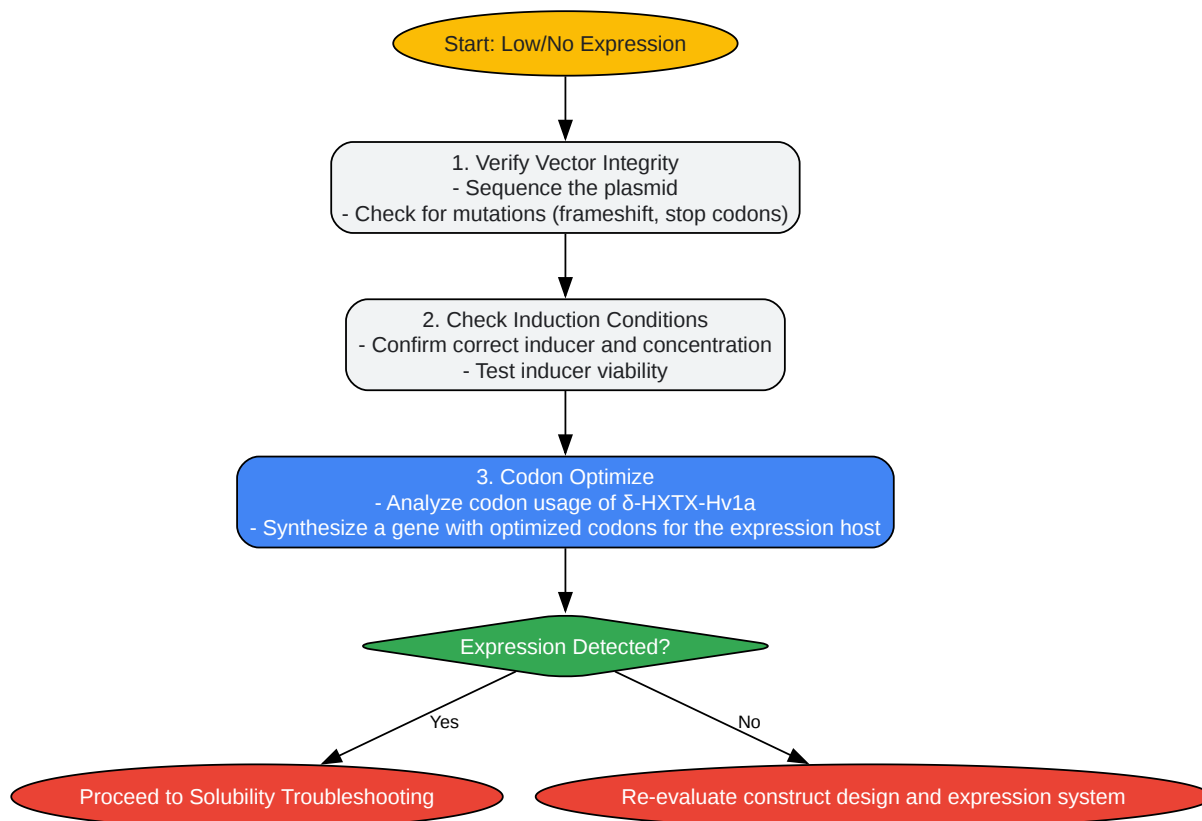 Start: Low/No Expression
1. Verify Vector Integrity
- Sequence the plasmid
- Check for mutations (frameshift, stop codons)
2. Check Induction Conditions
- Confirm correct inducer and concentration
- Test inducer viability
3. Codon Optimize
- Analyze codon usage of δ-HXTX-Hv1a
- Synthesize a gene with optimized codons for the expression host
Expression Detected?
Yes
No
Proceed to Solubility Troubleshooting
Re-evaluate construct design and expression system